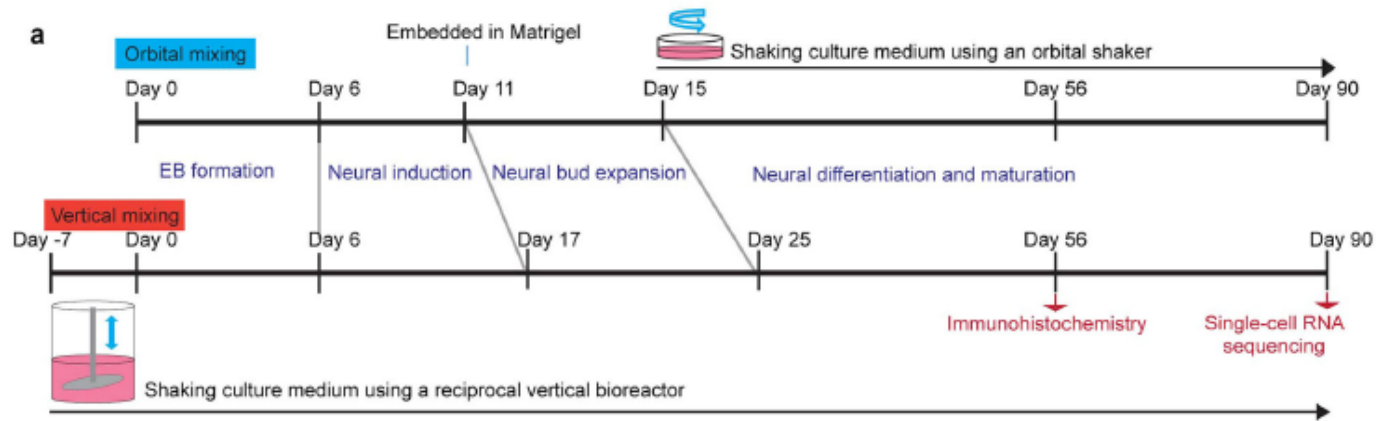 a
Orbital mixing
Embedded in Matrigel
Shaking culture medium using an orbital shaker
Day 0 Day 6 Day 11 Day 15 Day 56 Day 90
EB formation Neural induction Neural bud expansion Neural differentiation and maturation
Vertical mixing
Day -7 Day 0 Day 6 Day 17 Day 25 Day 56 Day 90
Immunohistochemistry
Single-cell RNA
sequencing
Shaking culture medium using a reciprocal vertical bioreactor